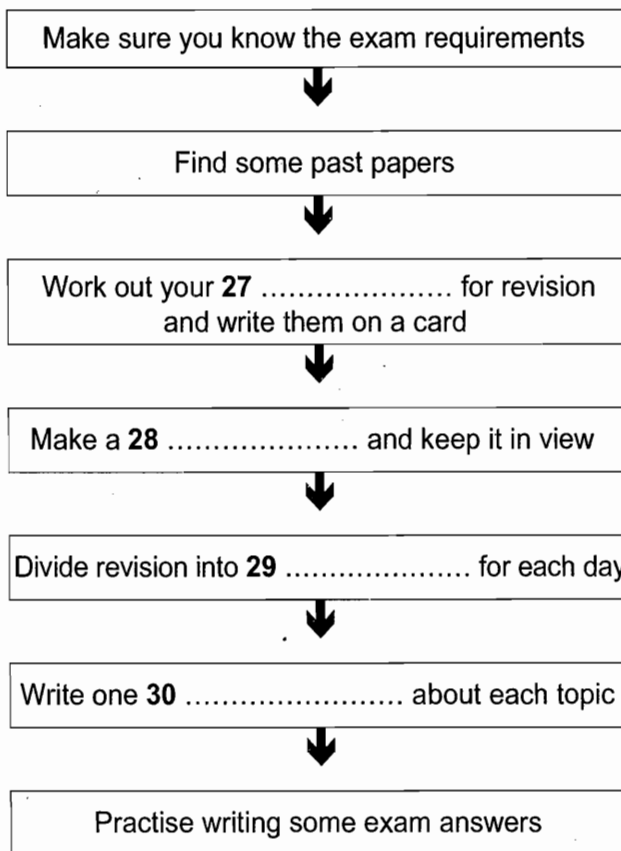 Make sure you know the exam requirements
Find some past papers
Work out your 27 ..................... for revision
and write them on a card
Make a 28 ..................... and keep it in view
Divide revision into 29 .................... for each day
Write one 30 ........................ about each topic
Practise writing some exam answers